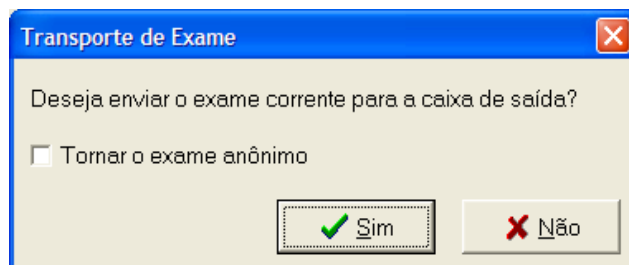 Transporte de Exame
Deseja enviar o exame corrente para a caixa de saída?
Tornar o exame anônimo
Sim
Não